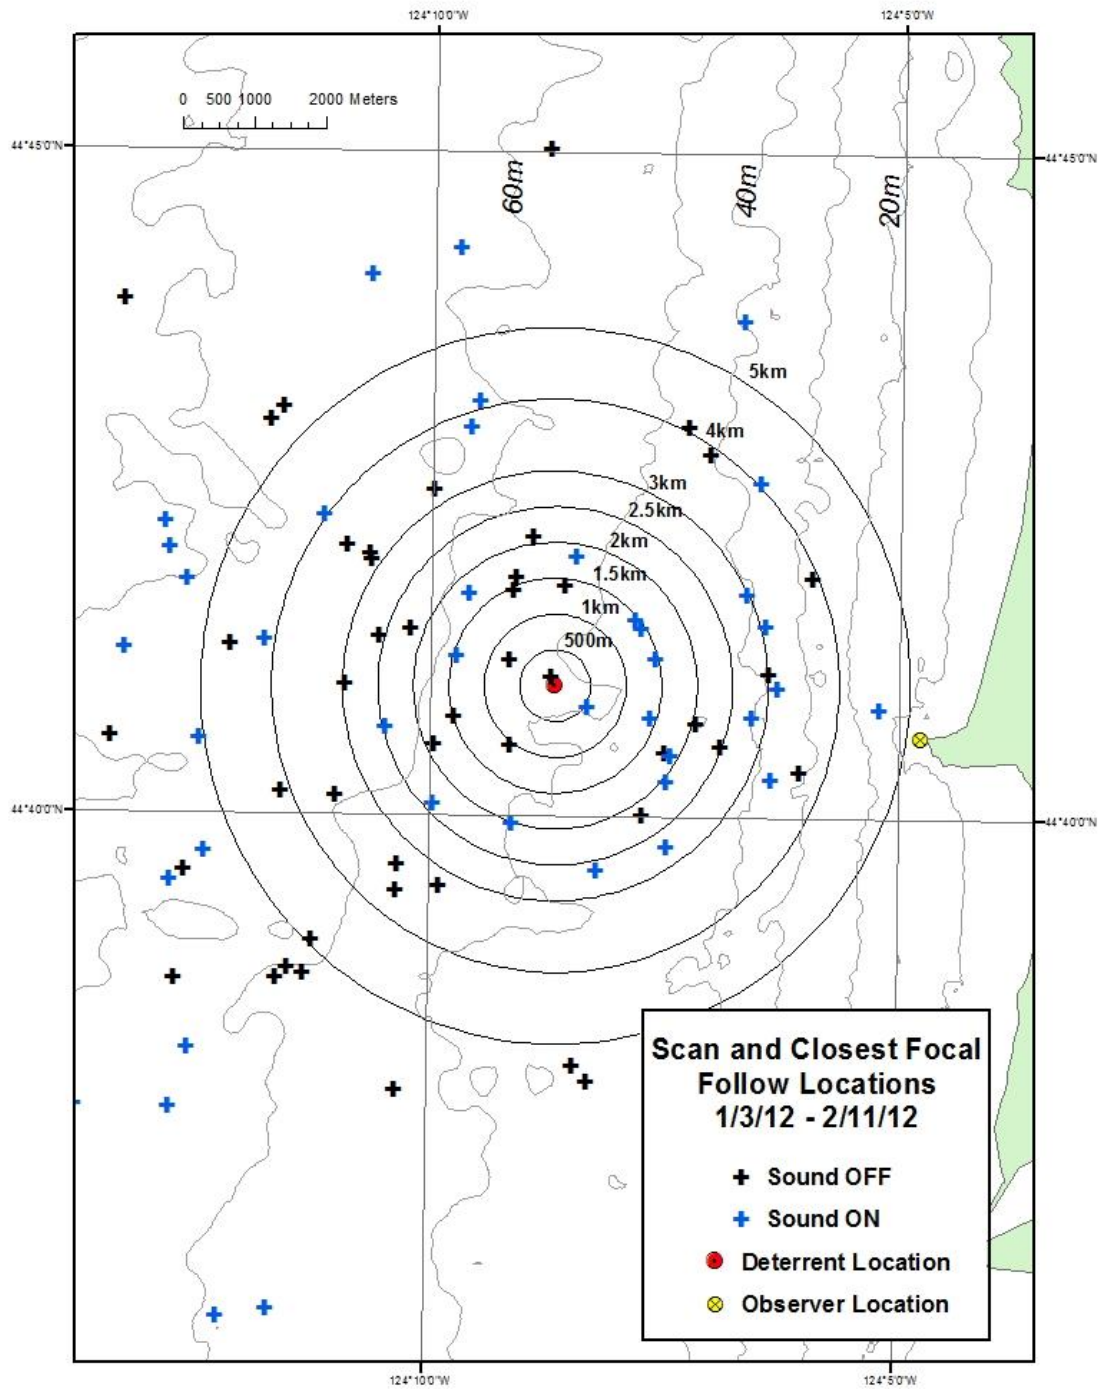 124°10'0"W 124°5'0"W
0 500 1000 2000 Meters
44°45'0"N 44°45'0"N
60m 40m 20m
5km
4km
3km
2.5km
2km
1.5km
1km
500m
44°40'0"N 44°40'0"N
Scan and Closest Focal
Follow Locations
1/3/12 - 2/11/12
Sound OFF
Sound ON
Deterrent Location
Observer Location
124°10'0"W 124°5'0"W